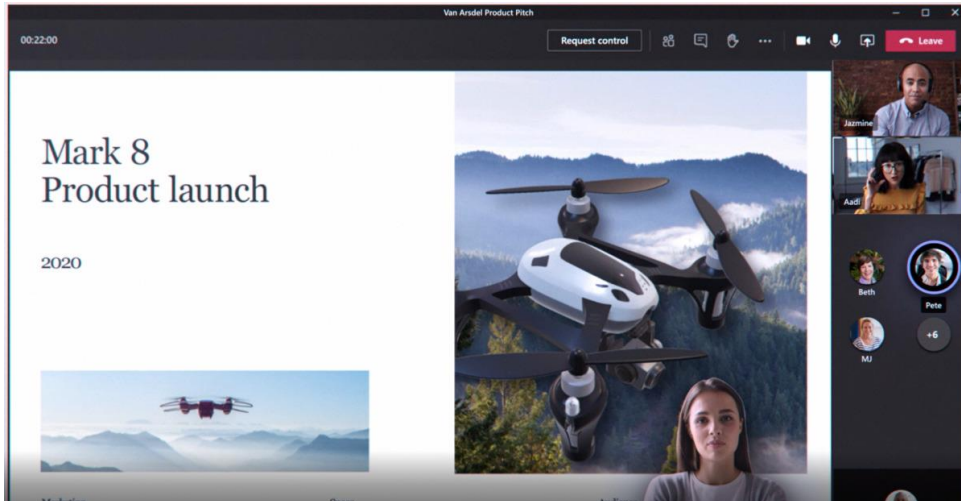 Van Arsdel Product Pitch
00:22:00
Request control
Leave
Mark 8
Product launch
2020
Jazmine
Aadi
Beth
Pete
MJ
+6